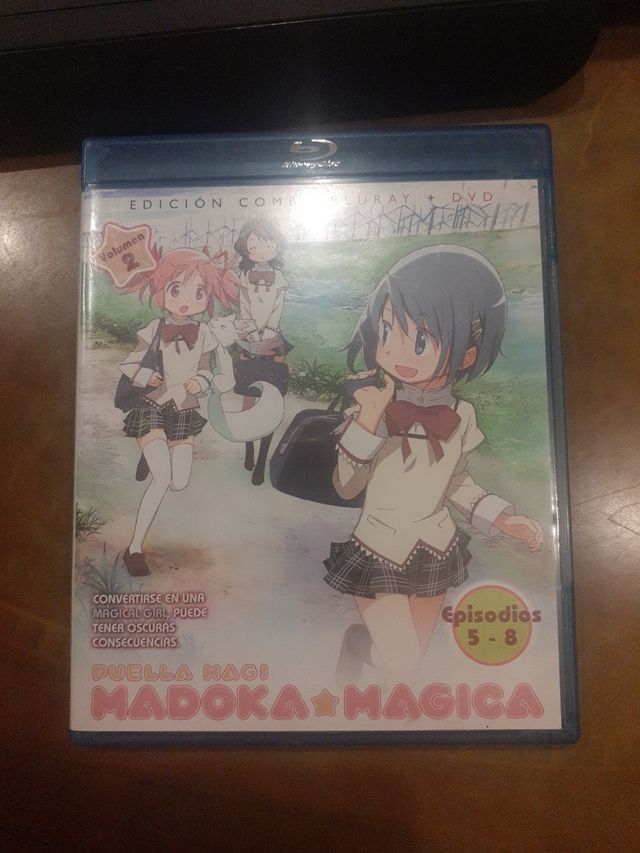 Blu-ray Disc
EDICIÓN COMBO BLURAY + DVD
Volumen
2
CONVERTIRSE EN UNA
MAGICAL GIRL, PUEDE
TENER OSCURAS
CONSECUENCIAS.
Episodios
5 - 8
PUELLA MAGI
MADOKA★MAGICA